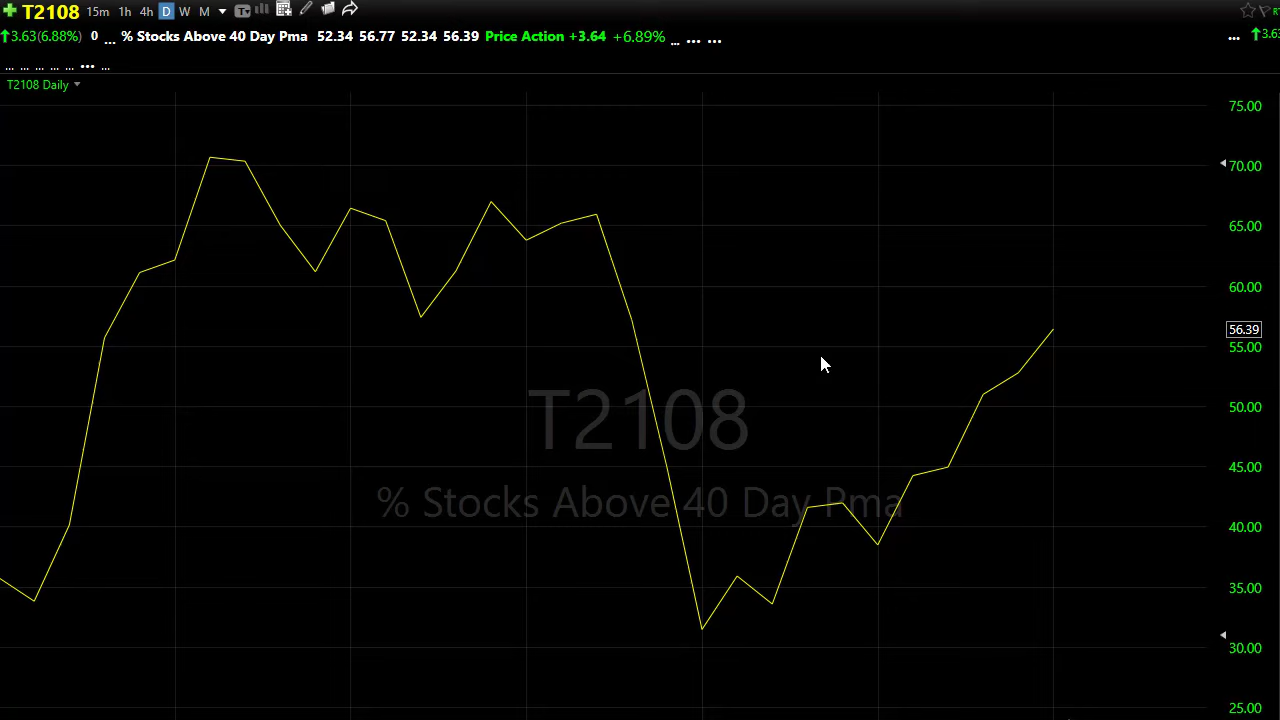 T2108 15m 1h 4h D W M T
3.63(6.88%) 0 ... % Stocks Above 40 Day Pma 52.34 56.77 52.34 56.39 Price Action +3.64 +6.89% ... ... ... ... 3.63
... ... ... ... ... ... ...
T2108 Daily
75.00
70.00
65.00
60.00
56.39
55.00
50.00
45.00
40.00
35.00
30.00
25.00
T2108
% Stocks Above 40 Day Pma